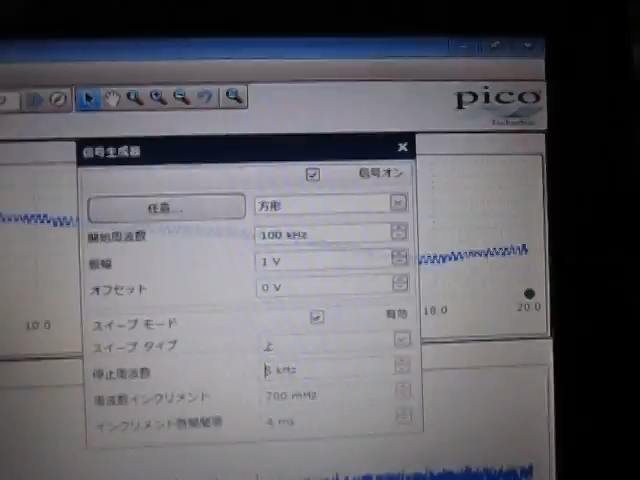 pico
Technology
信号生成器
信号オン
任意...
方形
開始周波数
100 kHz
振幅
1 V
オフセット
0 V
スイープ モード
有効
スイープ タイプ
上
停止周波数
kHz
周波数インクリメント
700 mHz
インクリメント時間間隔
4 ms
10.0
18.0
20.0